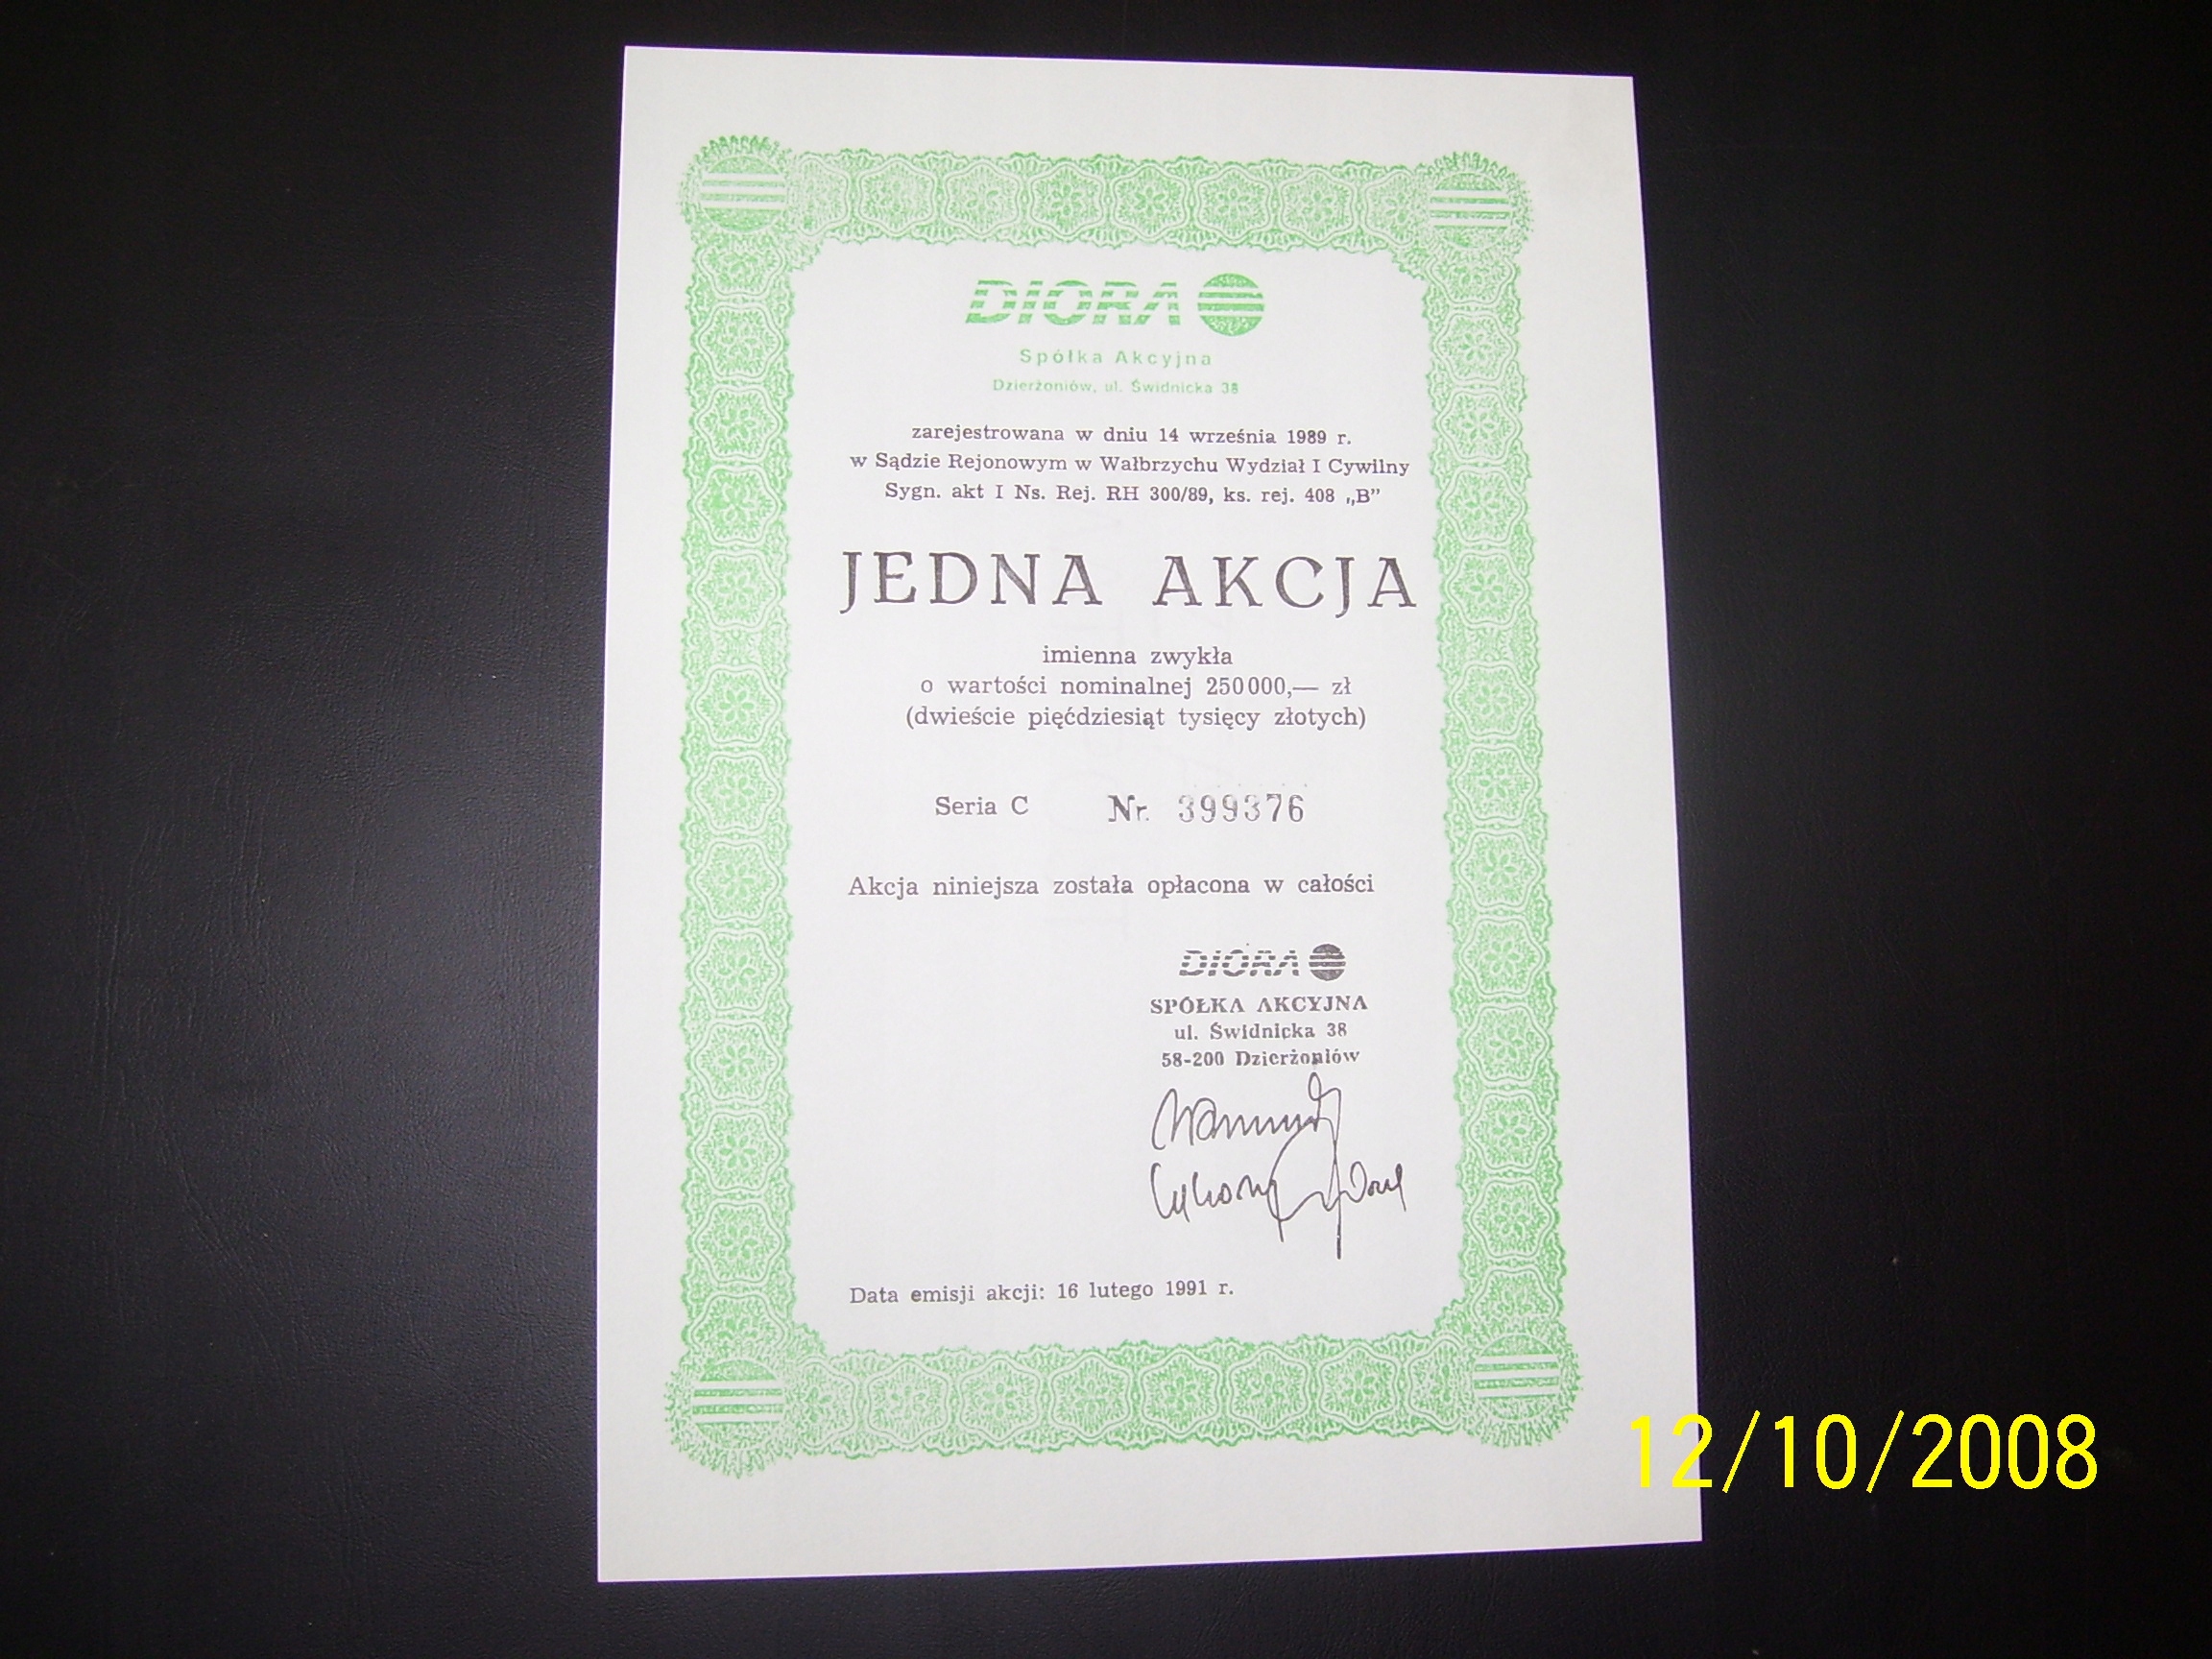 DIORA
Spółka Akcyjna
Dzierżoniów, ul. Świdnicka 38
zarejestrowana w dniu 14 września 1989 r.
w Sądzie Rejonowym w Wałbrzychu Wydział I Cywilny
Sygn. akt I Ns. Rej. RH 300/89, ks. rej. 408 „B”
JEDNA AKCJA
imienna zwykła
o wartości nominalnej 250 000,— zł
(dwieście pięćdziesiąt tysięcy złotych)
Seria C Nr. 399376
Akcja niniejsza została opłacona w całości
DIORA
SPÓŁKA AKCYJNA
ul. Świdnicka 38
58-200 Dzierżoniów
Data emisji akcji: 16 lutego 1991 r.
12/10/2008